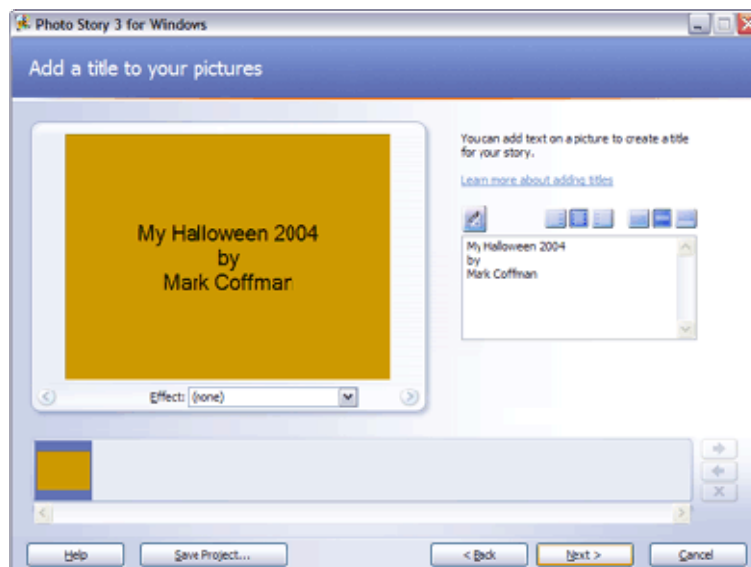 Photo Story 3 for Windows
Add a title to your pictures
My Halloween 2004
by
Mark Coffman
Effect: (none)
You can add text on a picture to create a title
for your story.
Learn more about adding titles
My Halloween 2004
by
Mark Coffman
Help
Save Project...
< Back
Next >
Cancel